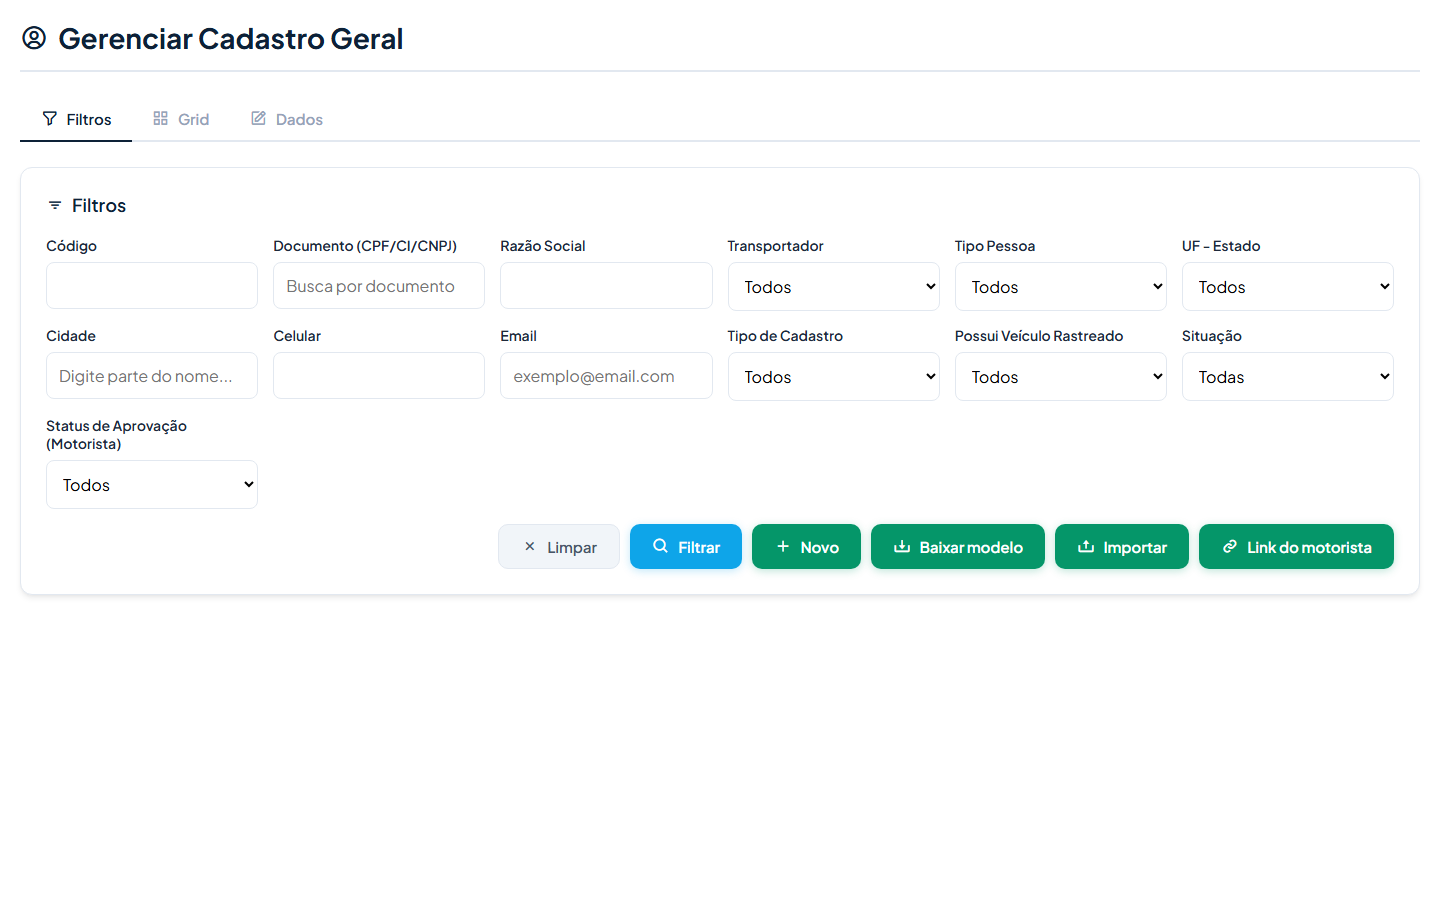 Gerenciar Cadastro Geral
Filtros
Grid
Dados
Filtros
Código
Documento (CPF/CI/CNPJ)
Razão Social
Transportador
Tipo Pessoa
UF - Estado
Busca por documento
Todos
Todos
Todos
Cidade
Celular
Email
Tipo de Cadastro
Possui Veículo Rastreado
Situação
Digite parte do nome...
exemplo@email.com
Todos
Todos
Todas
Status de Aprovação
(Motorista)
Todos
Limpar
Filtrar
Novo
Baixar modelo
Importar
Link do motorista